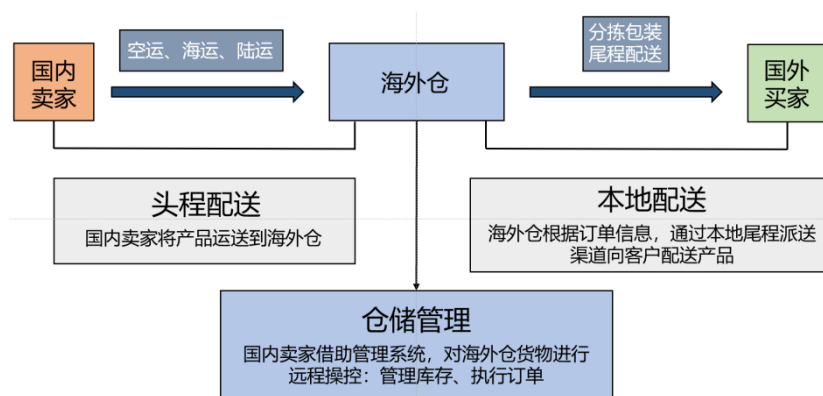 国内
卖家
空运、海运、陆运
海外仓
分拣包装
尾程配送
国外
买家
头程配送
国内卖家将产品运送到海外仓
本地配送
海外仓根据订单信息，通过本地尾程派送
渠道向客户配送产品
仓储管理
国内卖家借助管理系统，对海外仓货物进行
远程操控：管理库存、执行订单